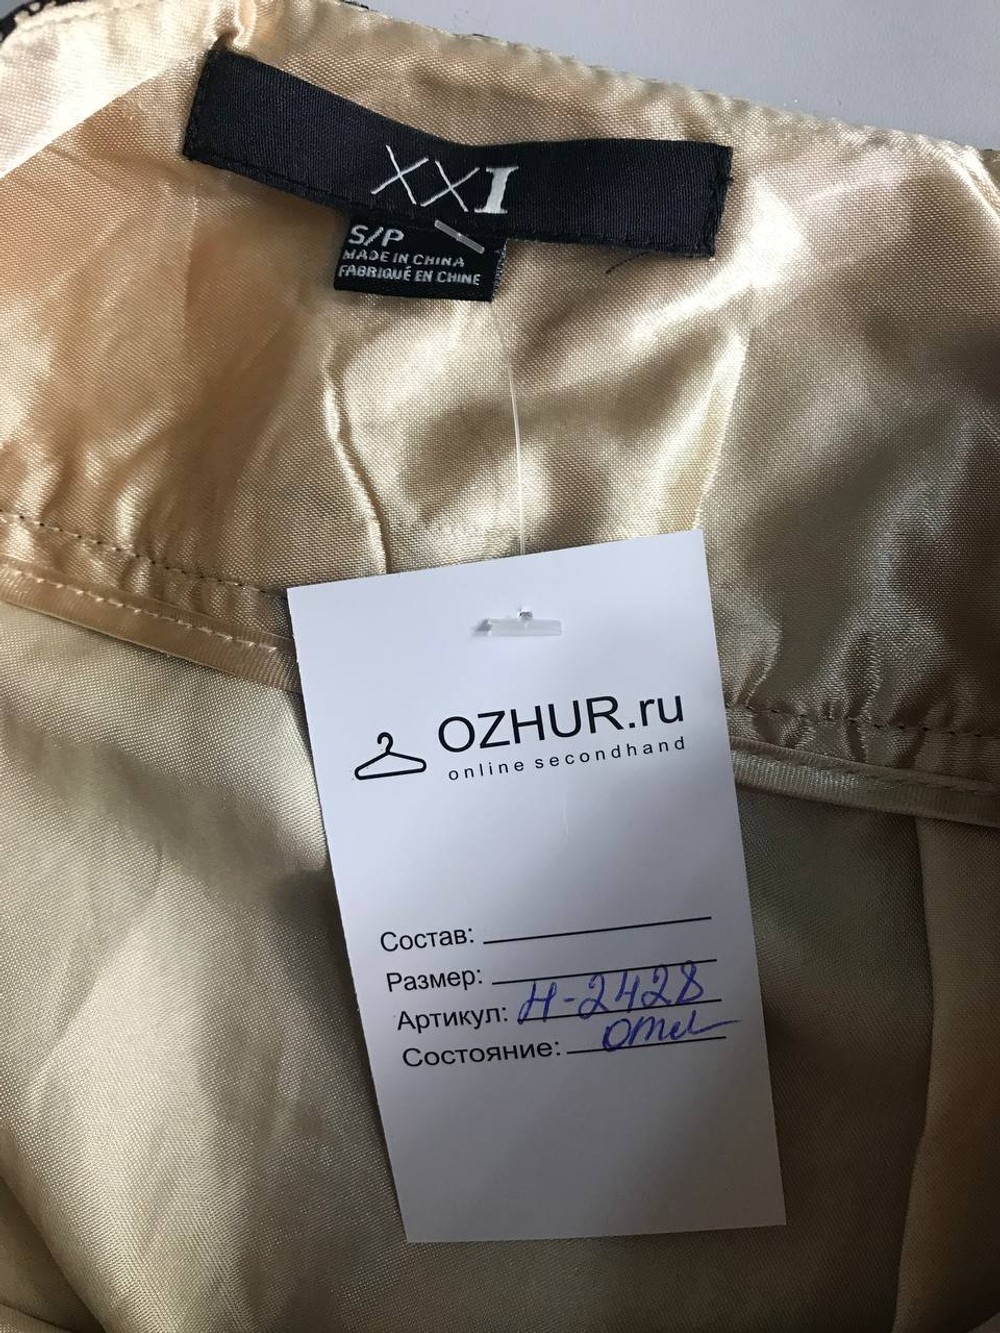 XXI
S/P
MADE IN CHINA
FABRIQUÉ EN CHINE
OZHUR.ru
online secondhand
Состав:
Размер:
Артикул: Н-2428
Состояние: отл